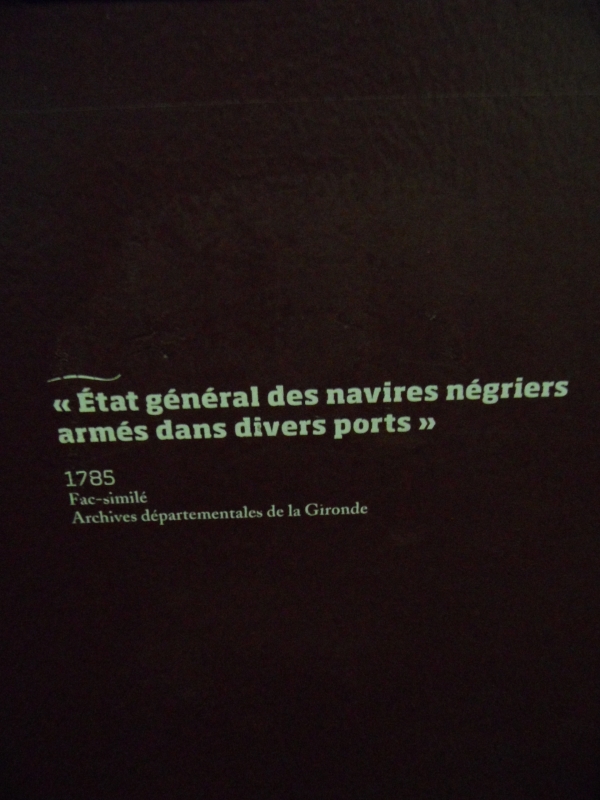 « État général des navires négriers
armés dans divers ports »
1785
Fac-similé
Archives départementales de la Gironde